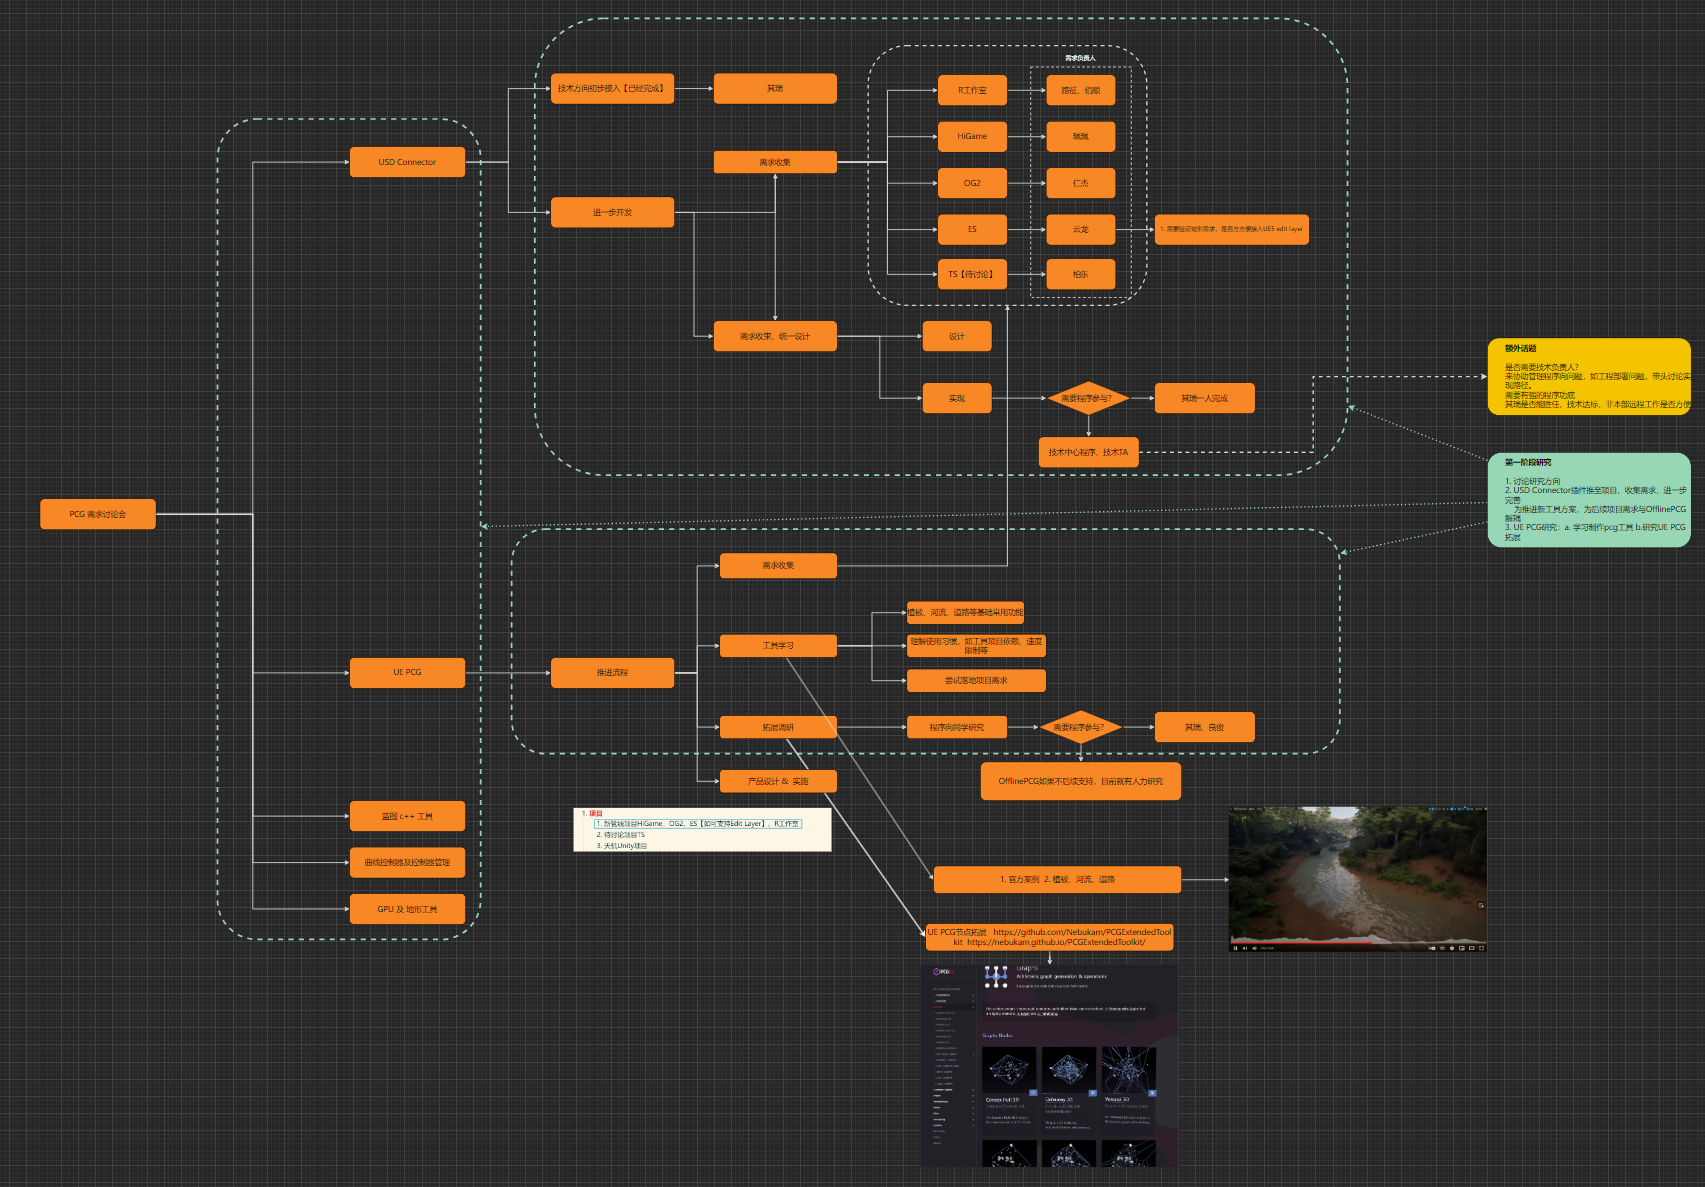 需求负责人
技术方向初步接入【已经完成】
其瑞
R工作室
路征、伯顺
HiGame
珮珮
USD Connector
需求收集
OG2
仁杰
进一步开发
ES
云龙
1. 需要验证地形需求，是否方方便接入UE5 edit layer
TS【待讨论】
柏乐
需求收束，统一设计
设计
实现
需要程序参与?
其瑞一人完成
技术中心程序、技术TA
额外话题
是否需要技术负责人?
来协助管理程序向问题，如工程部署问题，带头讨论实
现路径。
需要有强的程序功底
其瑞是否能胜任，技术达标，非本部远程工作是否方便
第一阶段研究
1. 讨论研究方向
2. USD Connector插件推至项目，收集需求，进一步
完善
为推进新工具方案，为后续项目需求与OfflinePCG
解耦
3. UE PCG研究：a. 学习制作pcg工具 b.研究UE PCG
拓展
PCG 需求讨论会
需求收集
植被、河流、道路等基础常用功能
工具学习
理解使用习惯，如工具项目依赖、速度
限制等
UE PCG
推进流程
尝试落地项目需求
拓展调研
程序向同学研究
需要程序参与?
其瑞、良俊
产品设计 & 实施
OfflinePCG如果不后续支持，目前就有人力研究
蓝图 c++ 工具
1. 项目
1. 新管线项目HiGame、OG2、ES【如可支持Edit Layer】、R工作室
2. 待讨论项目TS
3. 天机Unity项目
曲线控制器及控制器管理
GPU 及 地形工具
1. 官方案例 2. 植被、河流、道路
UE PCG节点拓展 https://github.com/Nebukam/PCGExtendedTool
kit https://nebukam.github.io/PCGExtendedToolkit/
PCG
Graphs
Arithmetic graph generation & operations
Graphs Nodes
Convex Hull 3D
Delaunay 3D
Voronoi 3D